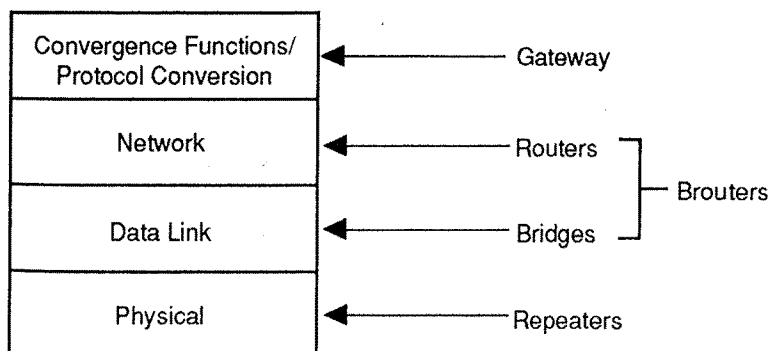 Convergence Functions/
Protocol Conversion
Gateway
Network
Routers
Brouters
Data Link
Bridges
Physical
Repeaters